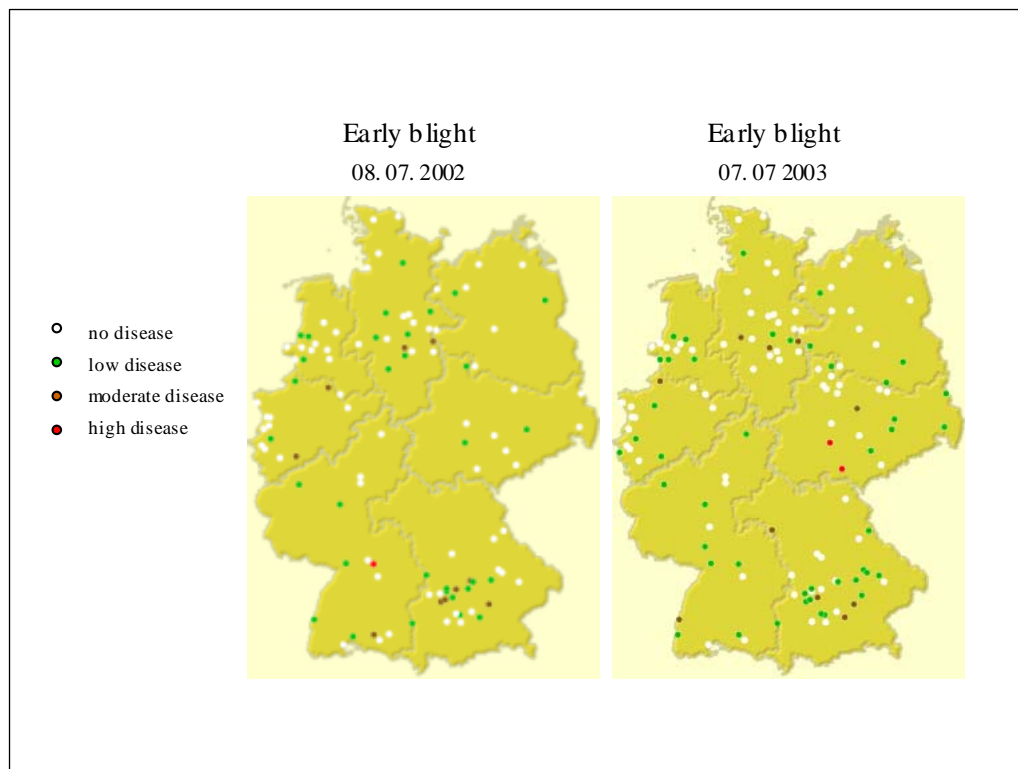 Early blight
08. 07. 2002
Early blight
07. 07 2003
no disease
low disease
moderate disease
high disease